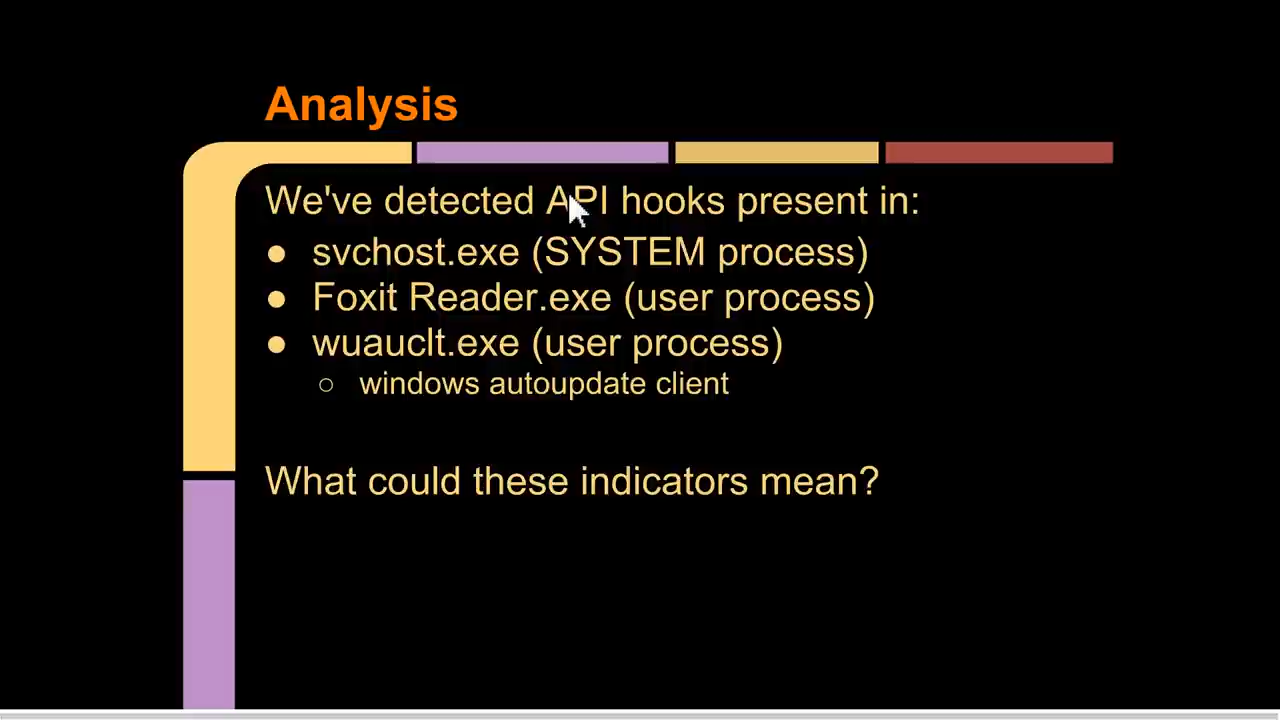 Analysis
We've detected API hooks present in:
● svchost.exe (SYSTEM process)
● Foxit Reader.exe (user process)
● wuauclt.exe (user process)
○ windows autoupdate client
What could these indicators mean?